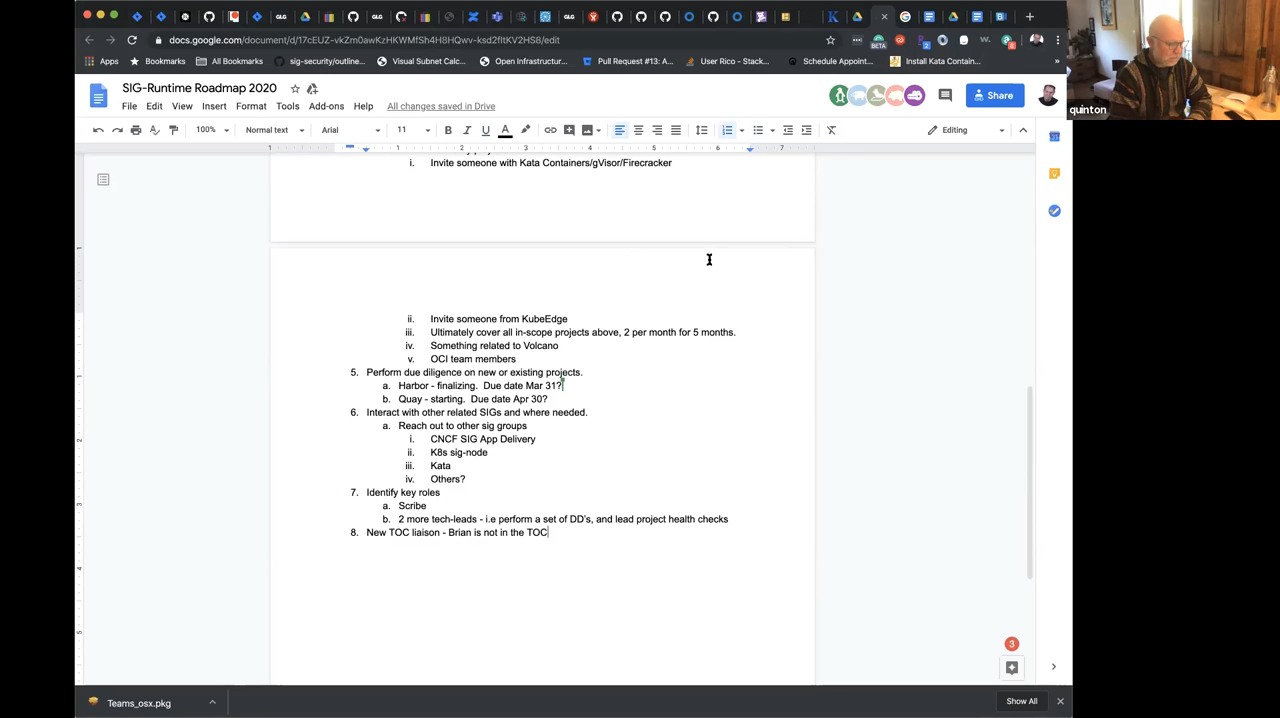 docs.google.com/document/d/17cEUZ-vkZm0awKzHKWMfSh4H8HQwv-ksd2fItKV2HS8/edit
BETA
Apps
Bookmarks
All Bookmarks
sig-security/outline...
Visual Subnet Calc...
Open Infrastructur...
Pull Request #13: A...
User Rico - Stack...
Schedule Appoint...
Install Kata Contain...
»
SIG-Runtime Roadmap 2020
File Edit View Insert Format Tools Add-ons Help All changes saved in Drive
Share
100% Normal text Arial 11 B I U A Editing
1 1 2 3 4 5 6 7
i. Invite someone with Kata Containers/gVisor/Firecracker
ii. Invite someone from KubeEdge
iii. Ultimately cover all in-scope projects above, 2 per month for 5 months.
iv. Something related to Volcano
v. OCI team members
5. Perform due diligence on new or existing projects.
a. Harbor - finalizing. Due date Mar 31?
b. Quay - starting. Due date Apr 30?
6. Interact with other related SIGs and where needed.
a. Reach out to other sig groups
i. CNCF SIG App Delivery
ii. K8s sig-node
iii. Kata
iv. Others?
7. Identify key roles
a. Scribe
b. 2 more tech-leads - i.e perform a set of DD's, and lead project health checks
8. New TOC liaison - Brian is not in the TOC
3
Teams_osx.pkg
Show All
quinton